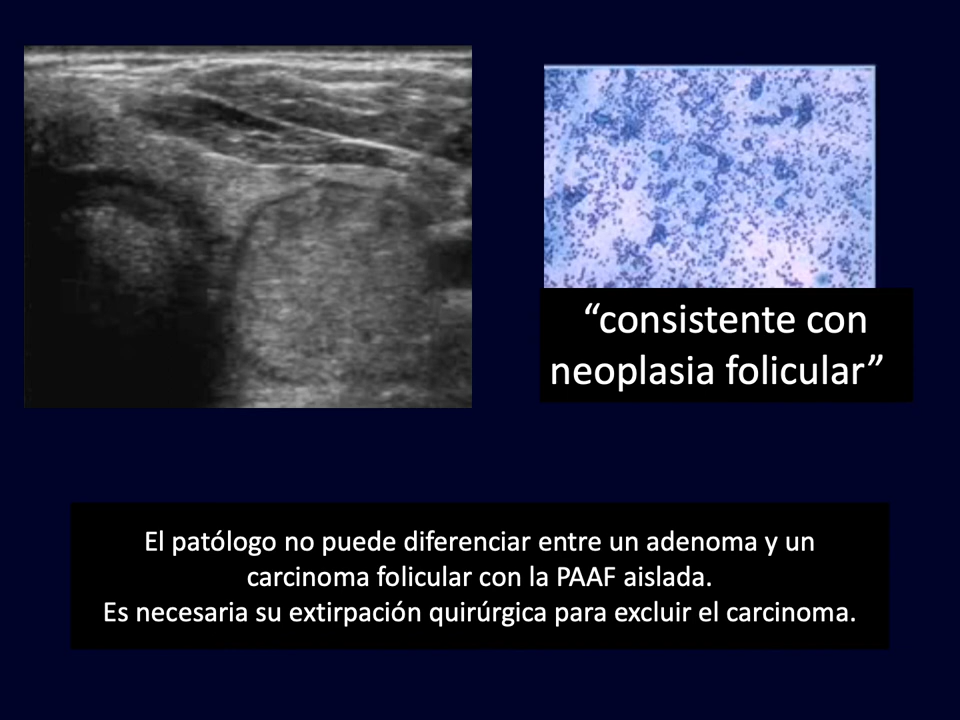 “consistente con
neoplasia folicular”
El patólogo no puede diferenciar entre un adenoma y un
carcinoma folicular con la PAAF aislada.
Es necesaria su extirpación quirúrgica para excluir el carcinoma.